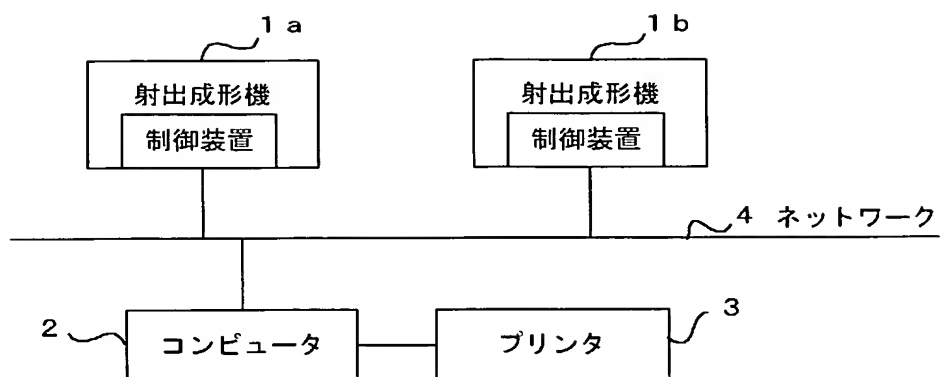 1a
1b
射出成形機
射出成形機
制御装置
制御装置
4 ネットワーク
2
コンピュータ
プリンタ
3